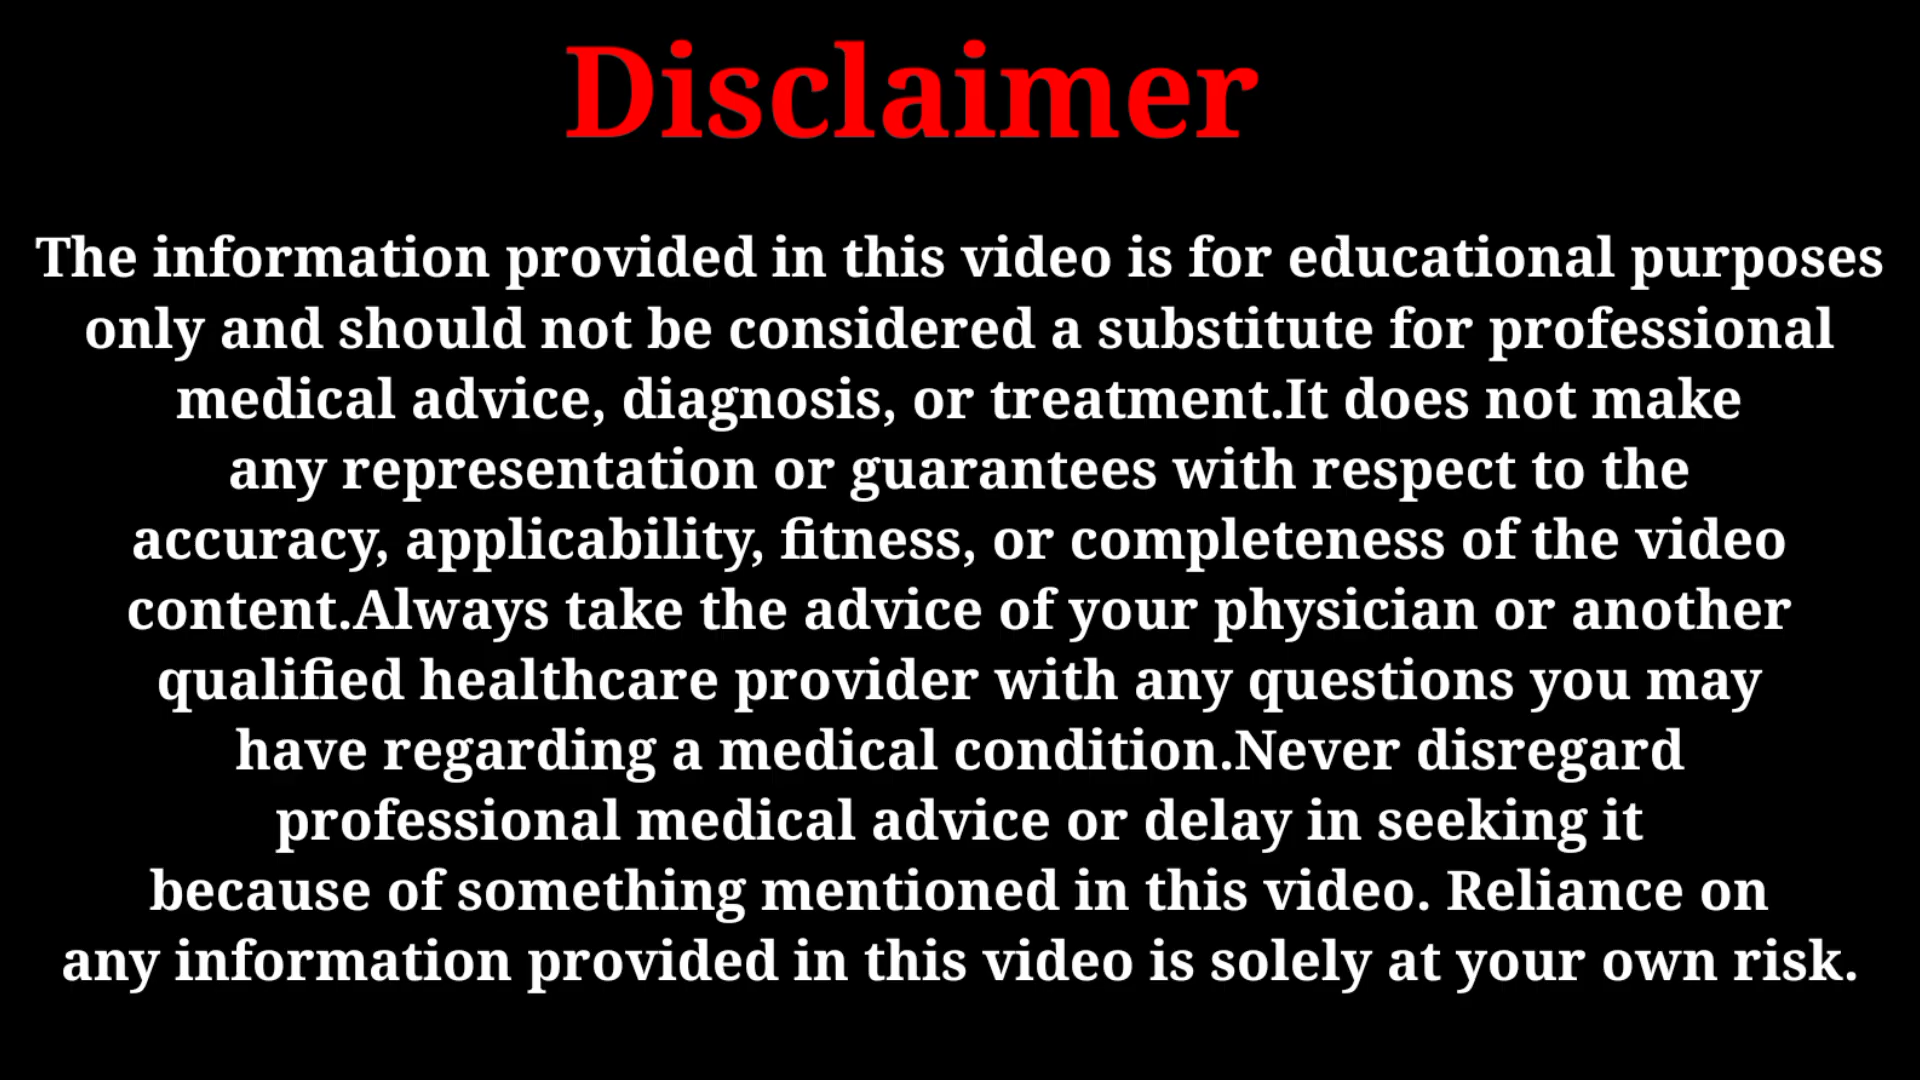 Disclaimer
The information provided in this video is for educational purposes
only and should not be considered a substitute for professional
medical advice, diagnosis, or treatment.It does not make
any representation or guarantees with respect to the
accuracy, applicability, fitness, or completeness of the video
content.Always take the advice of your physician or another
qualified healthcare provider with any questions you may
have regarding a medical condition.Never disregard
professional medical advice or delay in seeking it
because of something mentioned in this video. Reliance on
any information provided in this video is solely at your own risk.